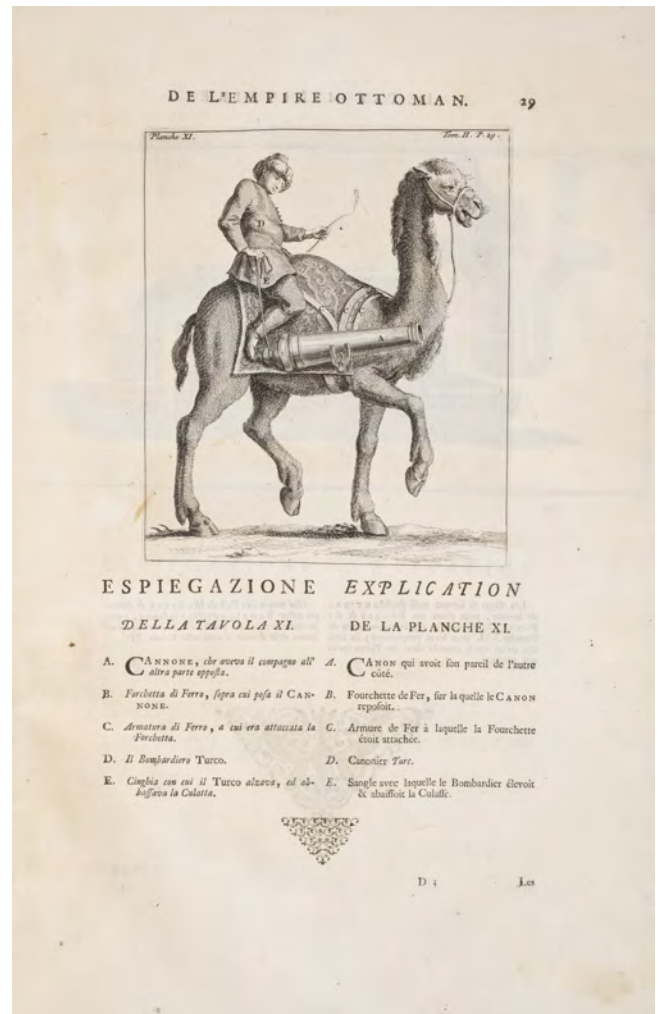 DE L'EMPIRE OTTOMAN. 29
Planche XI. Tom. II. P. 29.
D
ESPIEGAZIONE
DELLA TAVOLA XI.
A. CANNONE, che aveva il compagno all'
altra parte opposta.
B. Forchetta di Ferro, sopra cui posa il CAN-
NONE.
C. Armatura di Ferro, a cui era attaccata la
Forchetta.
D. Il Bombardiero Turco.
E. Cinghia con cui il Turco alzava, ed ab-
bassava la Culatta.
EXPLICATION
DE LA PLANCHE XI.
A. CANON qui avoit son pareil de l'autre
côté.
B. Fourchette de Fer, sur la quelle le CANON
reposoit.
C. Armure de Fer à laquelle la Fourchette
étoit attachée.
D. Canonier Turc.
E. Sangle avec laquelle le Bombardier élevoit
& abaissoit la Culasse.
D 4 Les